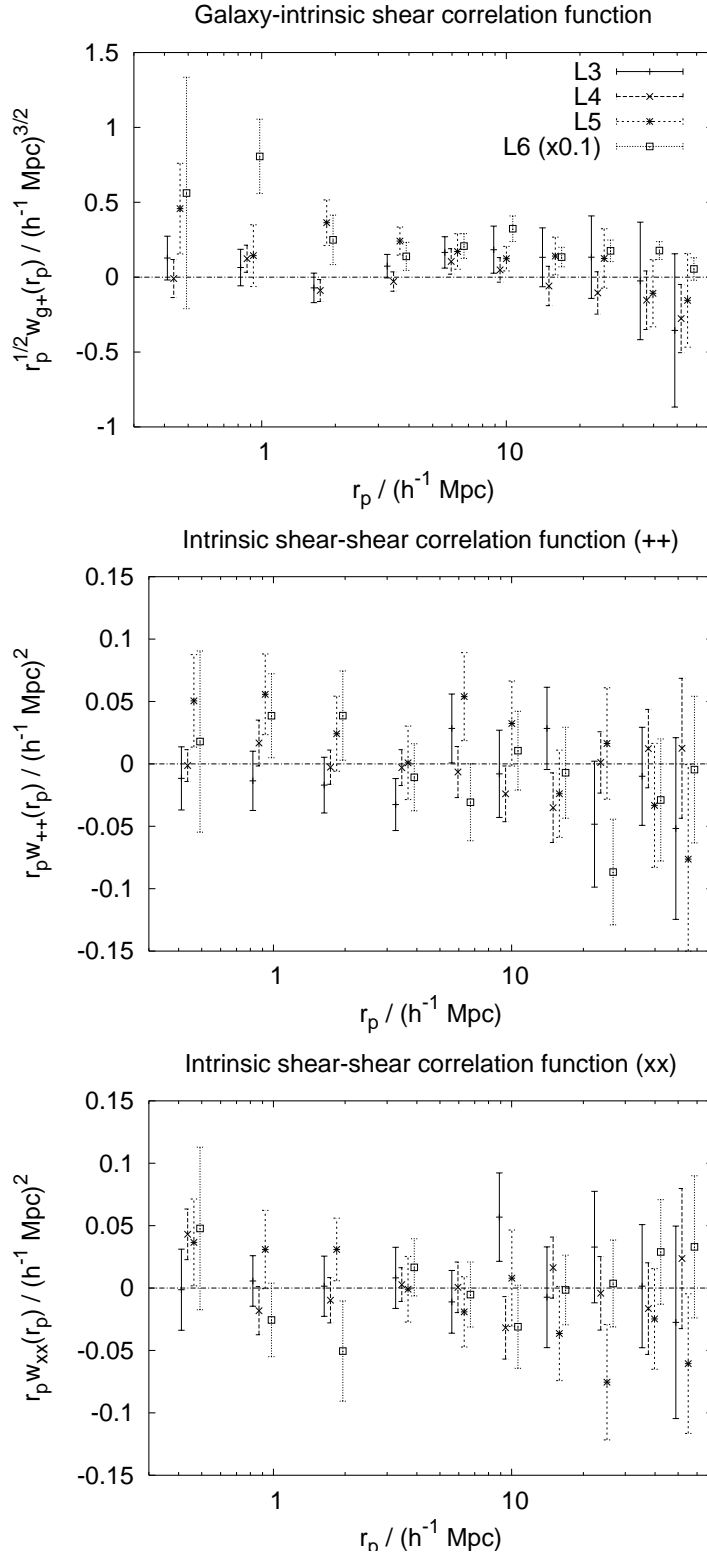 Galaxy-intrinsic shear correlation function
r_p^{1/2} w_{g+}(r_p) / (h^{-1} Mpc)^{3/2}
1.5
1
0.5
0
-0.5
-1
L3
L4
L5
L6 (x0.1)
1
10
r_p / (h^{-1} Mpc)
Intrinsic shear-shear correlation function (++)
r_p w_{++}(r_p) / (h^{-1} Mpc)^2
0.15
0.1
0.05
0
-0.05
-0.1
-0.15
1
10
r_p / (h^{-1} Mpc)
Intrinsic shear-shear correlation function (xx)
r_p w_{xx}(r_p) / (h^{-1} Mpc)^2
0.15
0.1
0.05
0
-0.05
-0.1
-0.15
1
10
r_p / (h^{-1} Mpc)